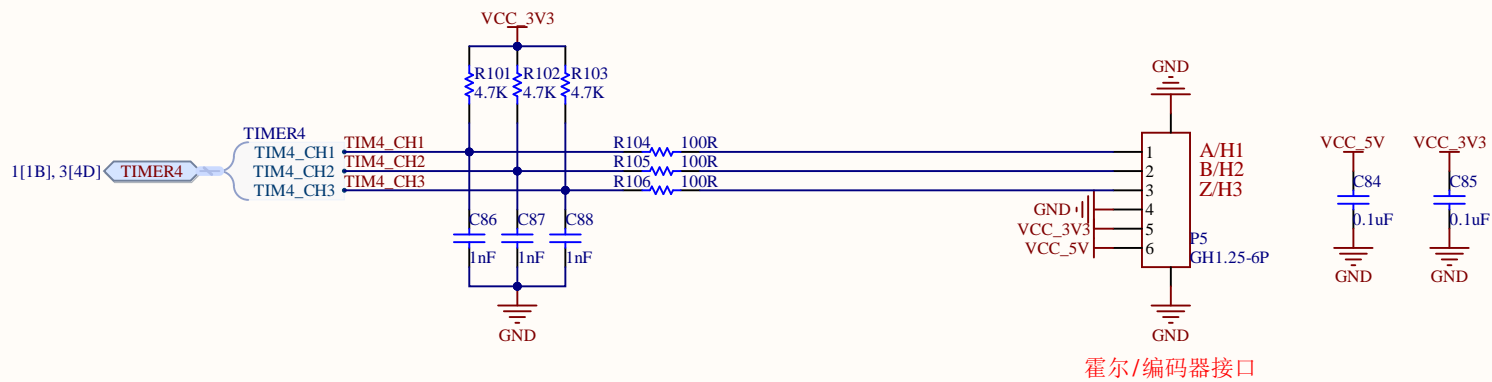 VCC_3V3
R101
4.7K
R102
4.7K
R103
4.7K
GND
TIMER4
1[1B], 3[4D]
TIMER4
TIM4_CH1
TIM4_CH2
TIM4_CH3
TIM4_CH1
TIM4_CH2
TIM4_CH3
R104 100R
R105 100R
R106 100R
1 A/H1
2 B/H2
3 Z/H3
GND 4
VCC_3V3 5
VCC_5V 6
P5
GH1.25-6P
VCC_5V
C84
0.1uF
GND
VCC_3V3
C85
0.1uF
GND
C86
1nF
C87
1nF
C88
1nF
GND
GND
霍尔/编码器接口